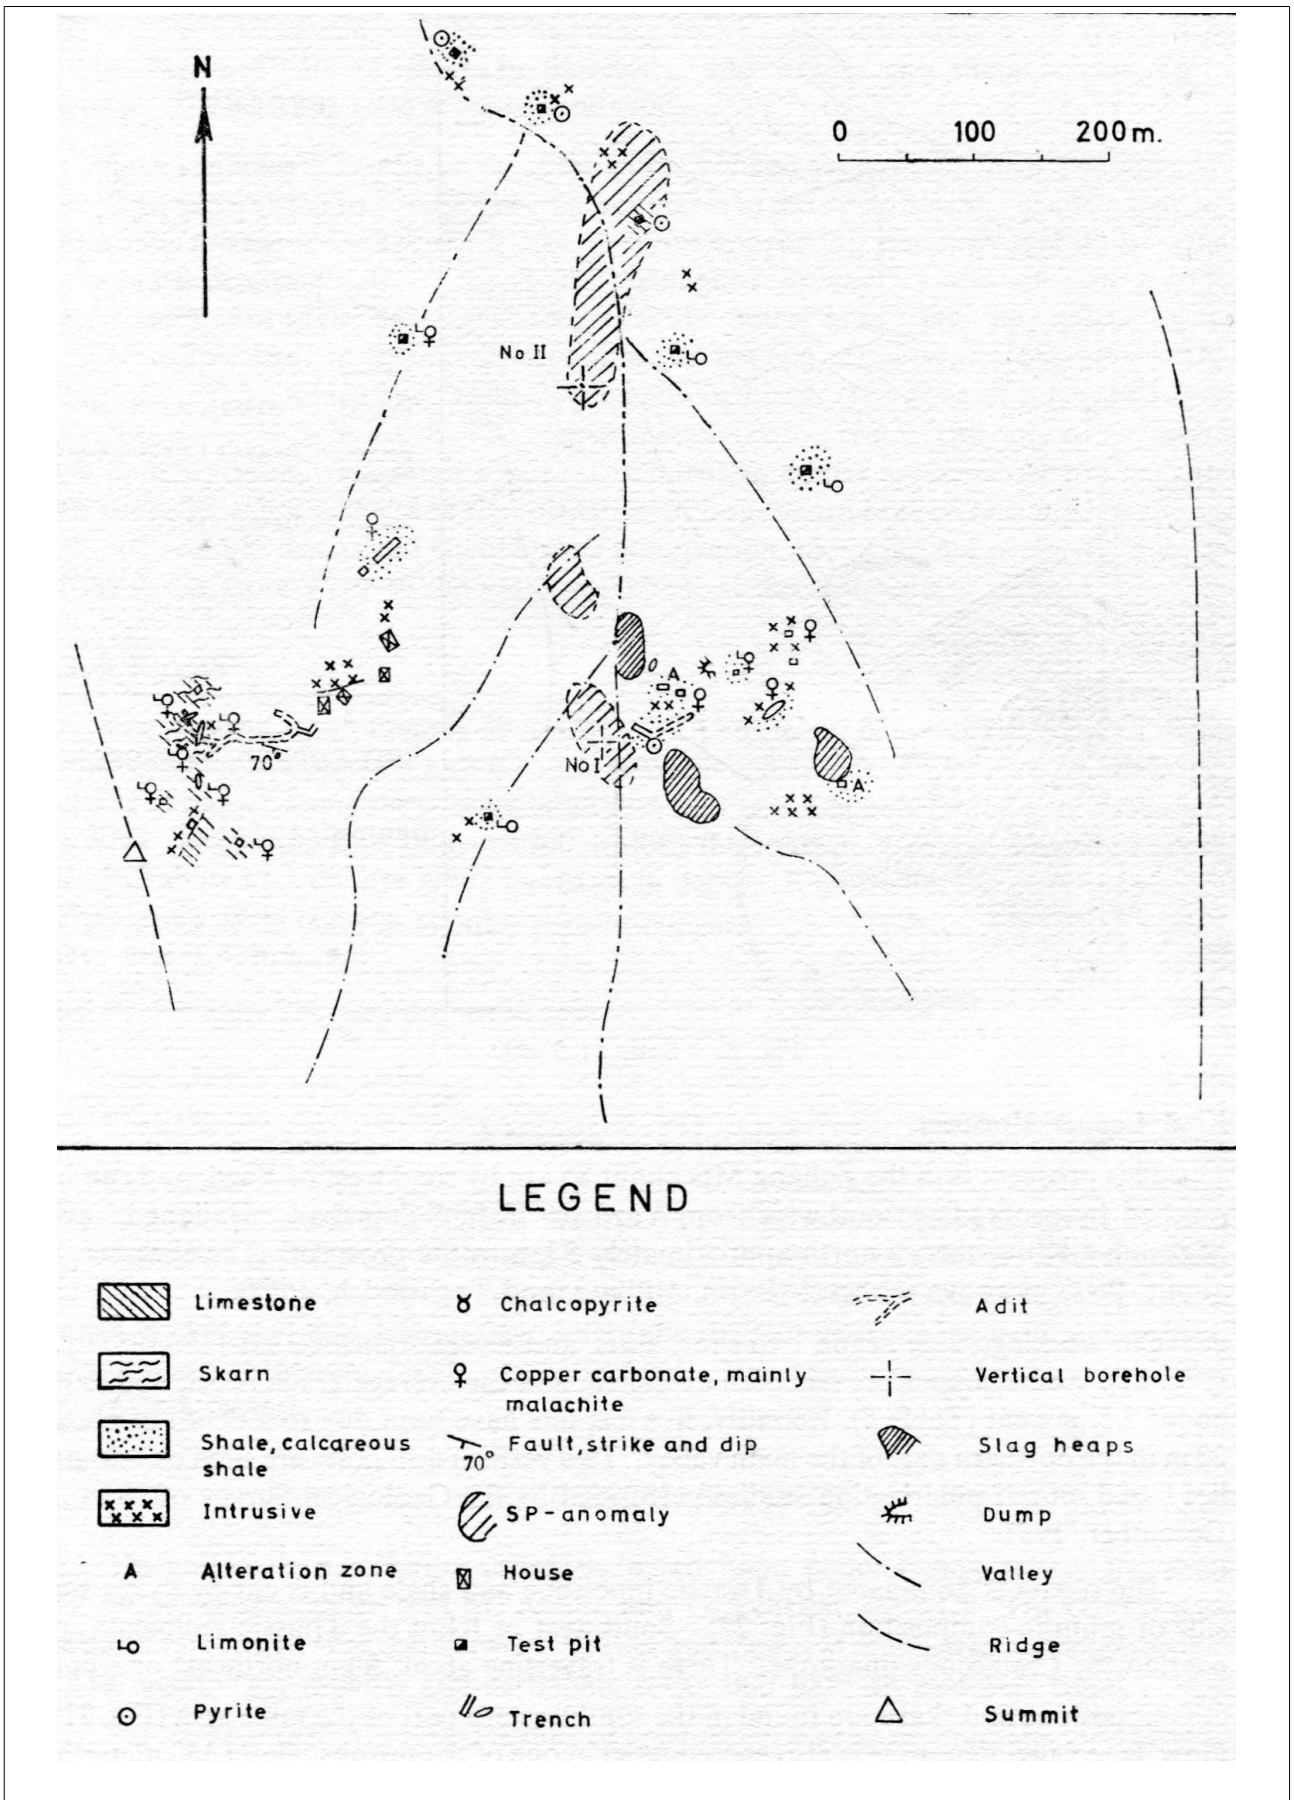 N
0 100 200 m.
No II
A
70°
No I
A
LEGEND
Limestone
Skarn
Shale, calcareous
shale
Intrusive
A Alteration zone
Limonite
Pyrite
Chalcopyrite
Copper carbonate, mainly
malachite
70° Fault, strike and dip
SP-anomaly
House
Test pit
Trench
Adit
Vertical borehole
Slag heaps
Dump
Valley
Ridge
Summit